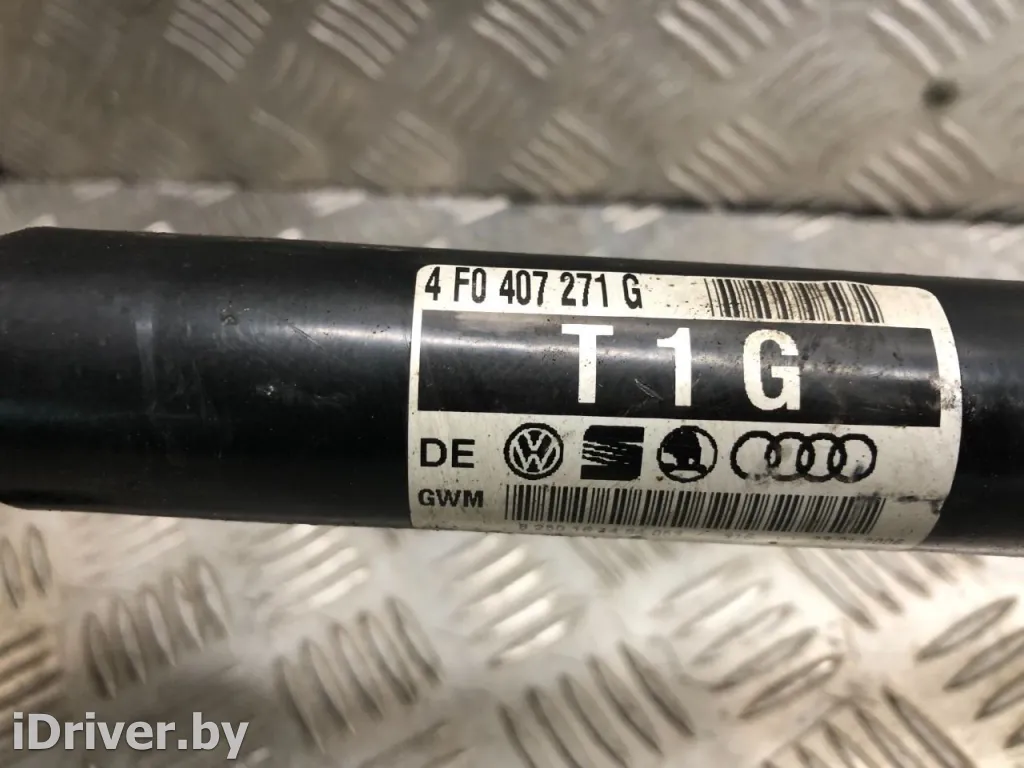 4 F0 407 271 G
T 1 G
DE
GWM
iDriver.by